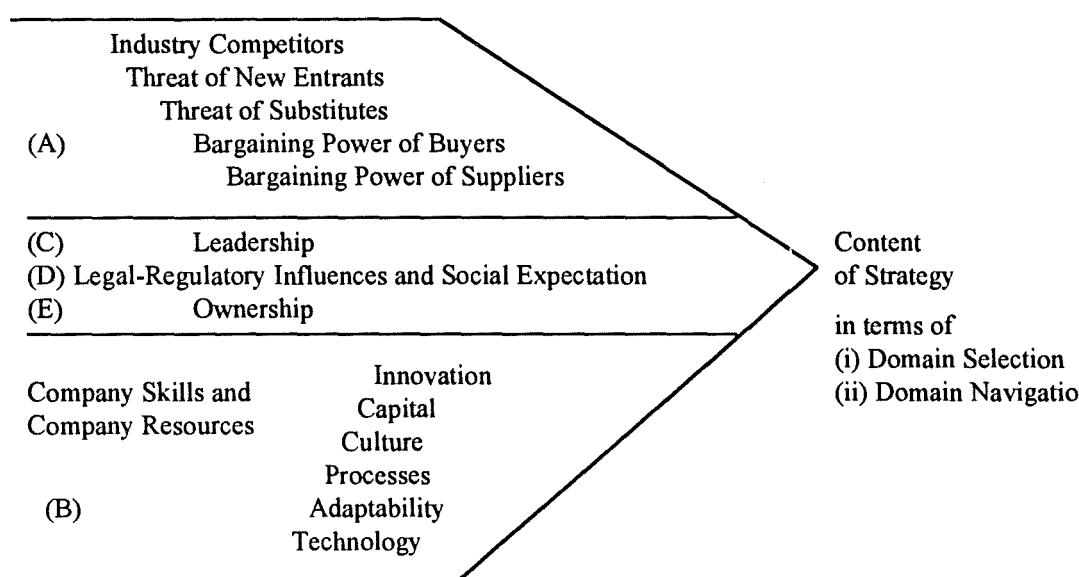 Industry Competitors
Threat of New Entrants
Threat of Substitutes
(A) Bargaining Power of Buyers
Bargaining Power of Suppliers
(C) Leadership
(D) Legal-Regulatory Influences and Social Expectation
(E) Ownership
Content
of Strategy
in terms of
(i) Domain Selection
(ii) Domain Navigatio
Innovation
Company Skills and
Company Resources
Capital
Culture
Processes
(B) Adaptability
Technology